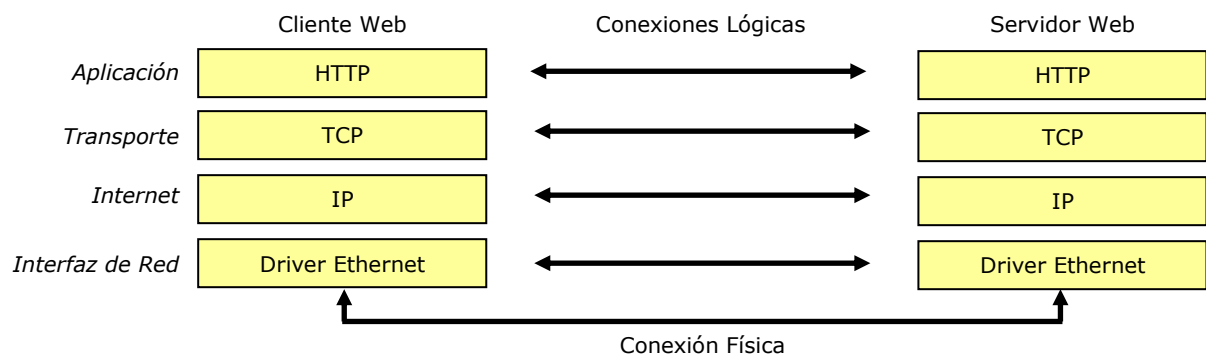 Cliente Web Conexiones Lógicas Servidor Web
Aplicación HTTP HTTP
Transporte TCP TCP
Internet IP IP
Interfaz de Red Driver Ethernet Driver Ethernet
Conexión Física